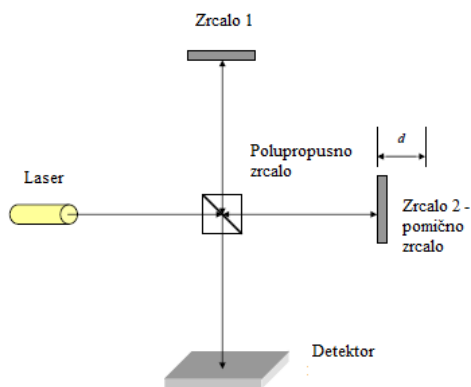 Zrcalo 1
d
Polupropusno
zrcalo
Laser
Zrcalo 2 -
pomično
zrcalo
Detektor